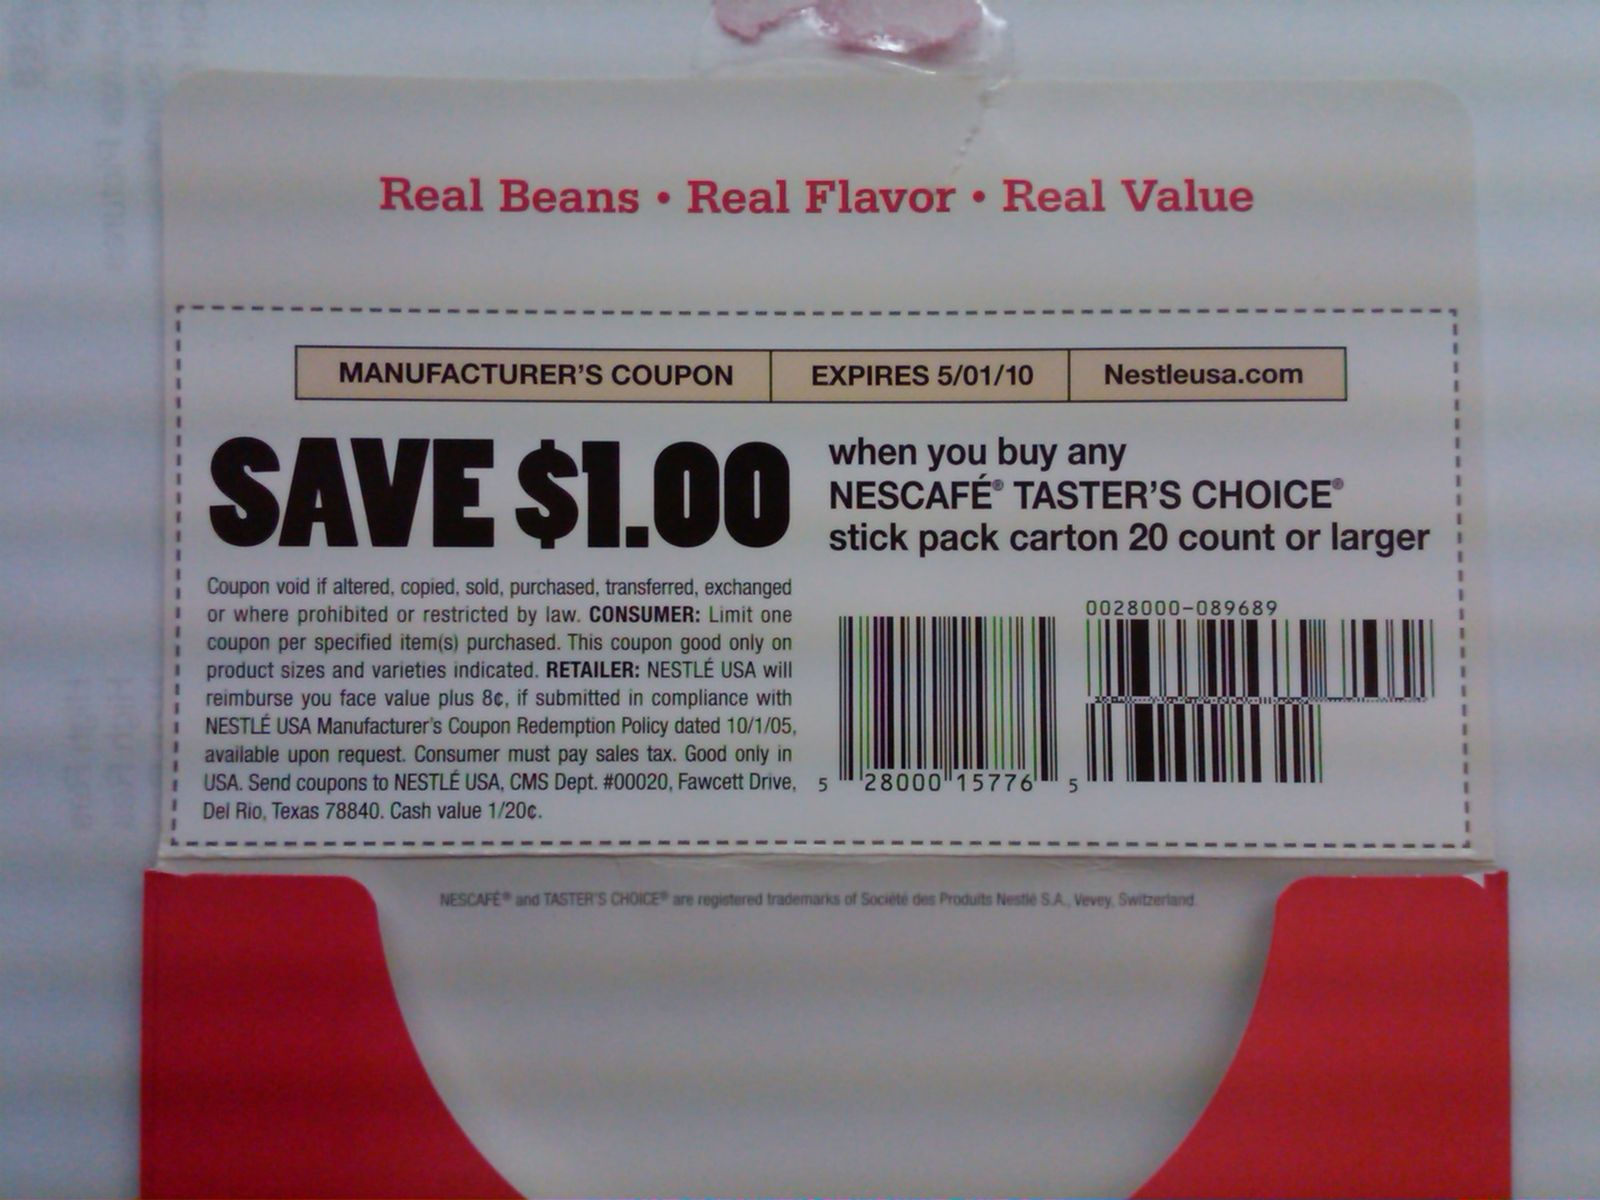 Real Beans • Real Flavor • Real Value
MANUFACTURER'S COUPON EXPIRES 5/01/10 Nestleusa.com
SAVE $1.00
when you buy any
NESCAFÉ® TASTER'S CHOICE®
stick pack carton 20 count or larger
Coupon void if altered, copied, sold, purchased, transferred, exchanged
or where prohibited or restricted by law. CONSUMER: Limit one
coupon per specified item(s) purchased. This coupon good only on
product sizes and varieties indicated. RETAILER: NESTLÉ USA will
reimburse you face value plus 8¢, if submitted in compliance with
NESTLÉ USA Manufacturer's Coupon Redemption Policy dated 10/1/05,
available upon request. Consumer must pay sales tax. Good only in
USA. Send coupons to NESTLÉ USA, CMS Dept. #00020, Fawcett Drive,
Del Rio, Texas 78840. Cash value 1/20¢.
0028000-089689
5 28000 15776 5
NESCAFÉ® and TASTER'S CHOICE® are registered trademarks of Société des Produits Nestlé S.A., Vevey, Switzerland.